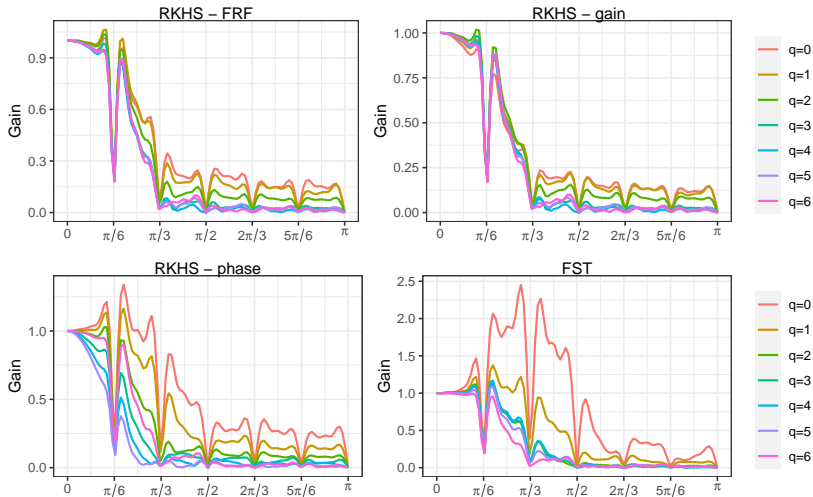 RKHS − FRF
RKHS − gain
Gain
0.9
0.6
0.3
0.0
0 π/6 π/3 π/2 2π/3 5π/6 π
Gain
1.00
0.75
0.50
0.25
0.00
0 π/6 π/3 π/2 2π/3 5π/6 π
q=0
q=1
q=2
q=3
q=4
q=5
q=6
RKHS − phase
FST
Gain
1.0
0.5
0.0
0 π/6 π/3 π/2 2π/3 5π/6 π
Gain
2.5
2.0
1.5
1.0
0.50
0.0
0 π/6 π/3 π/2 2π/3 5π/6 π
q=0
q=1
q=2
q=3
q=4
q=5
q=6